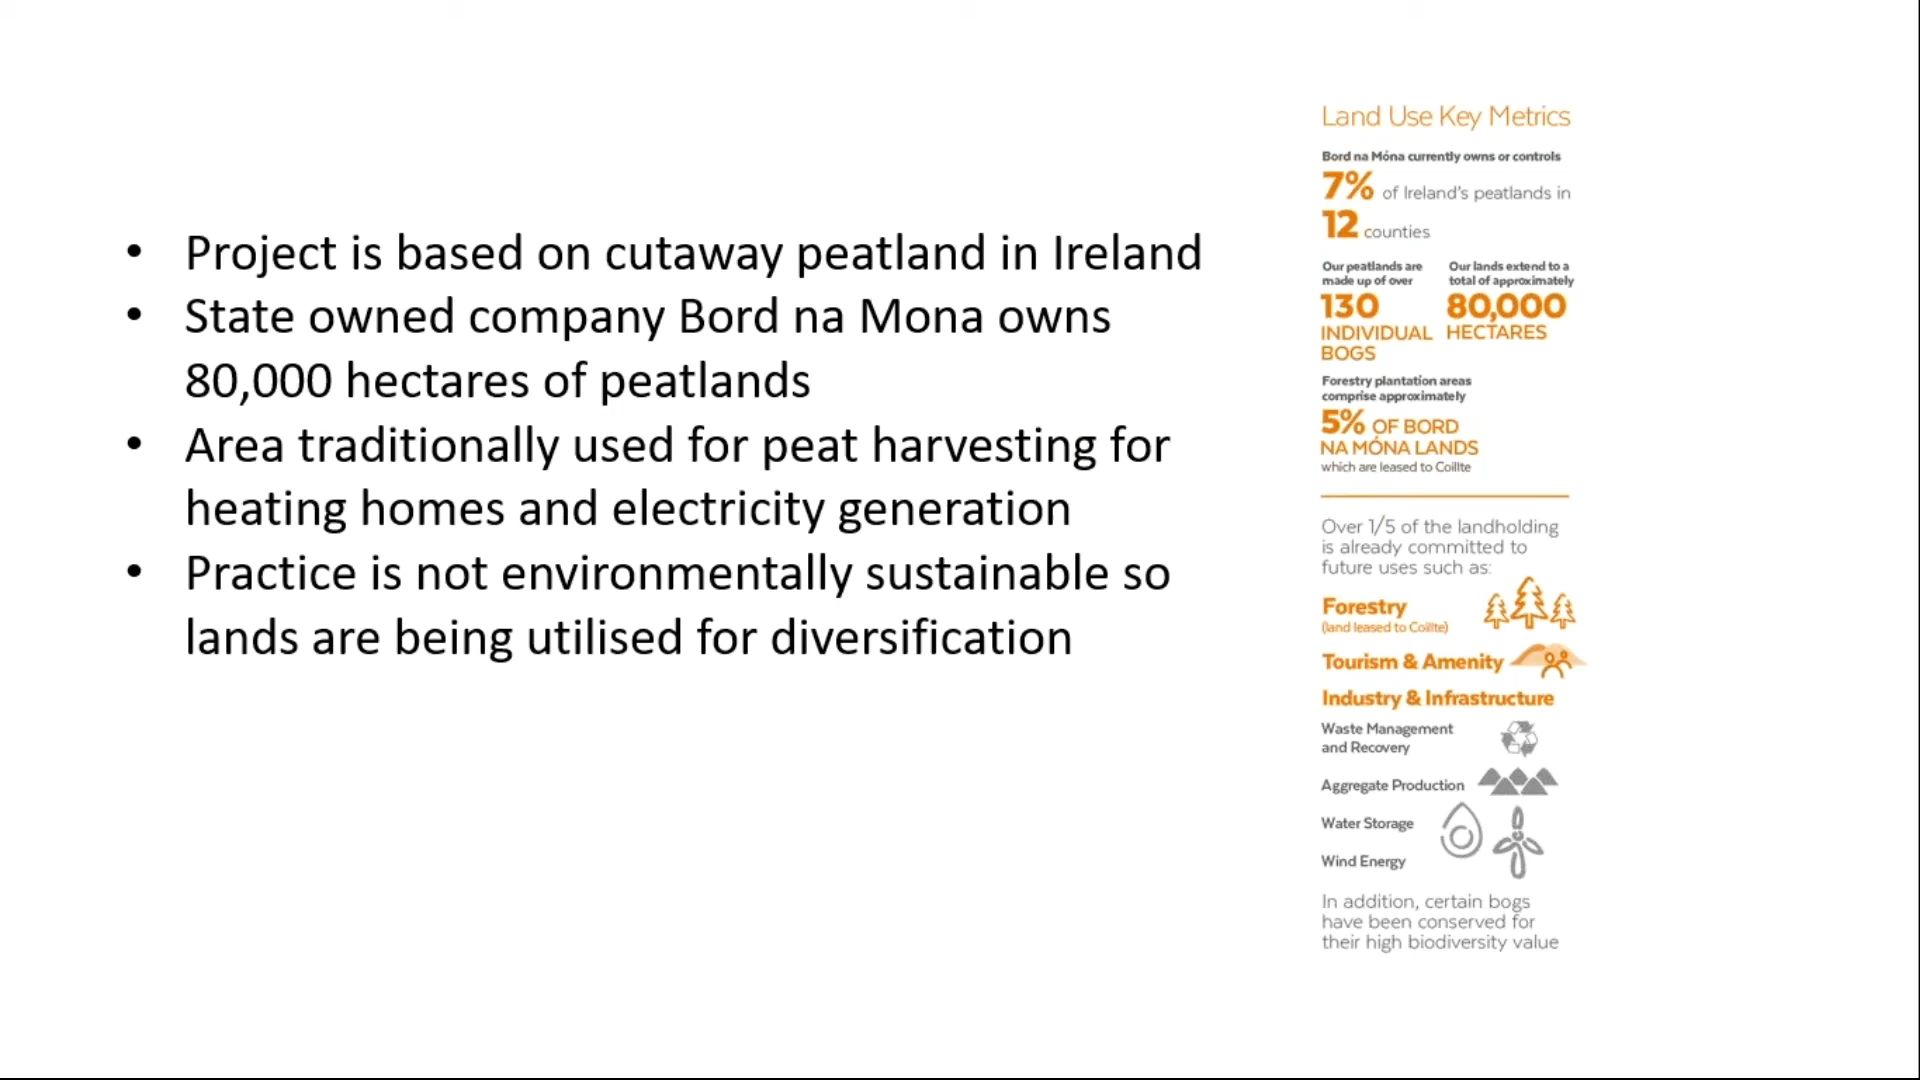 • Project is based on cutaway peatland in Ireland
• State owned company Bord na Mona owns
80,000 hectares of peatlands
• Area traditionally used for peat harvesting for
heating homes and electricity generation
• Practice is not environmentally sustainable so
lands are being utilised for diversification
Land Use Key Metrics
Bord na Móna currently owns or controls
7% of Ireland's peatlands in
12 counties
Our peatlands are
made up of over
130
INDIVIDUAL
BOGS
Our lands extend to a
total of approximately
80,000
HECTARES
Forestry plantation areas
comprise approximately
5% OF BORD
NA MÓNA LANDS
which are leased to Coillte
Over 1/5 of the landholding
is already committed to
future uses such as:
Forestry
(land leased to Coillte)
Tourism & Amenity
Industry & Infrastructure
Waste Management
and Recovery
Aggregate Production
Water Storage
Wind Energy
In addition, certain bogs
have been conserved for
their high biodiversity value